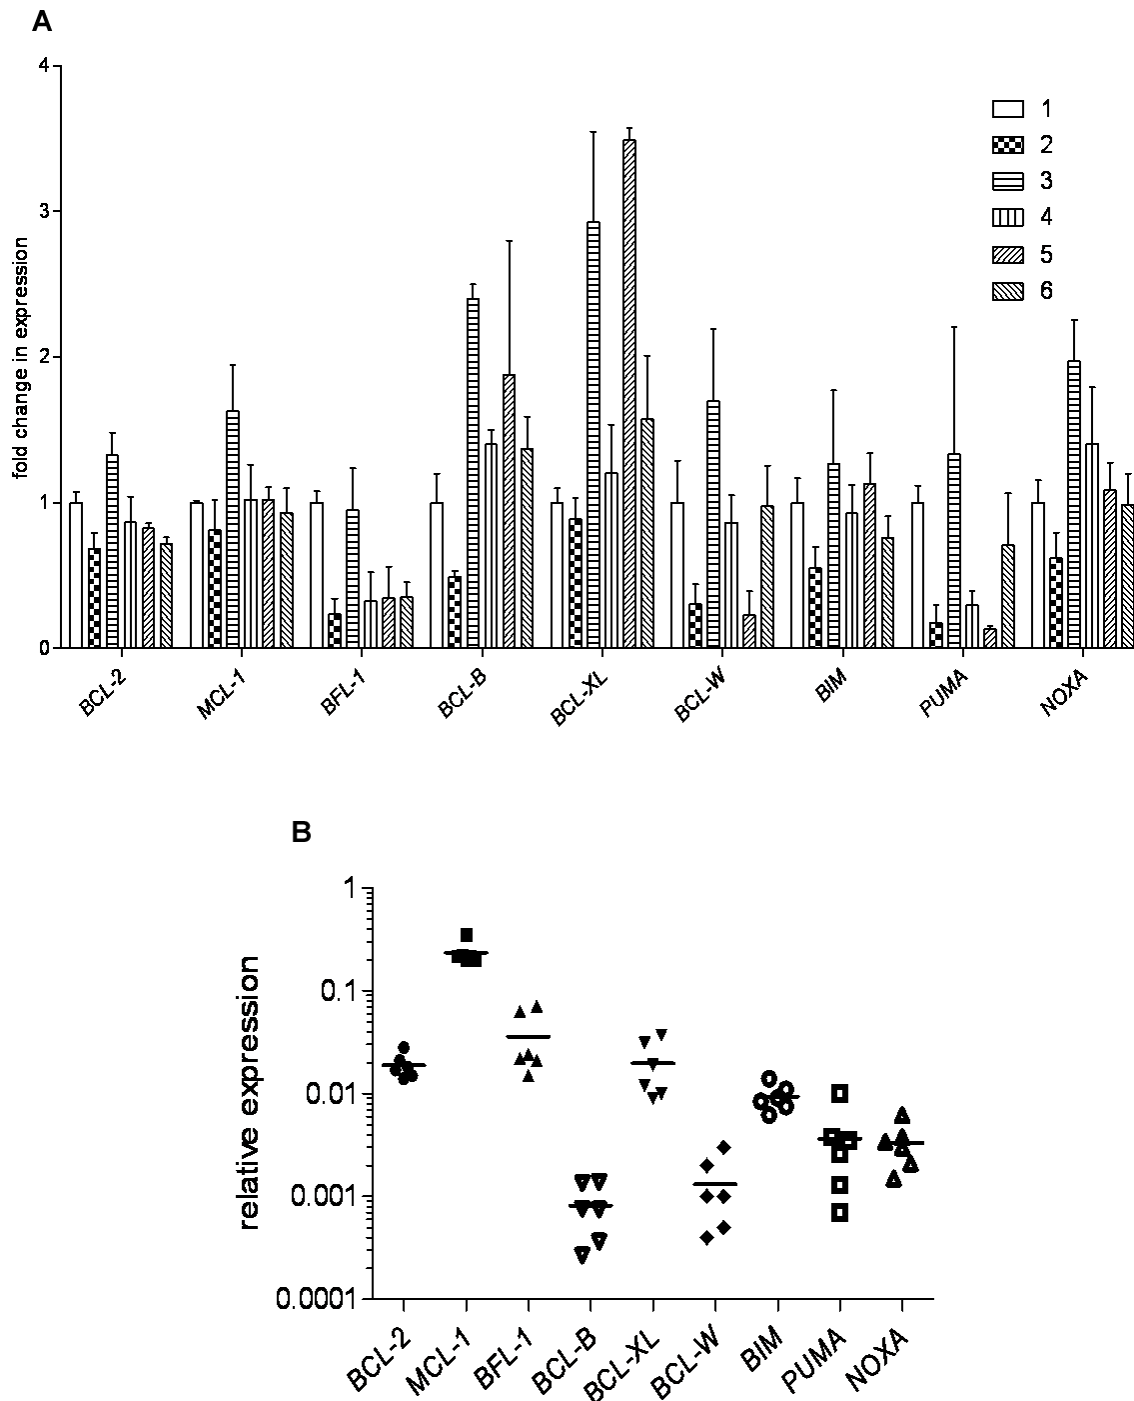 A
4
3
2
1
0
fold change in expression
1
2
3
4
5
6
BCL-2 MCL-1 BFL-1 BCL-B BCL-XL BCL-W BIM PUMA NOXA
B
1
0.1
0.01
0.001
0.0001
relative expression
BCL-2 MCL-1 BFL-1 BCL-B BCL-XL BCL-W BIM PUMA NOXA